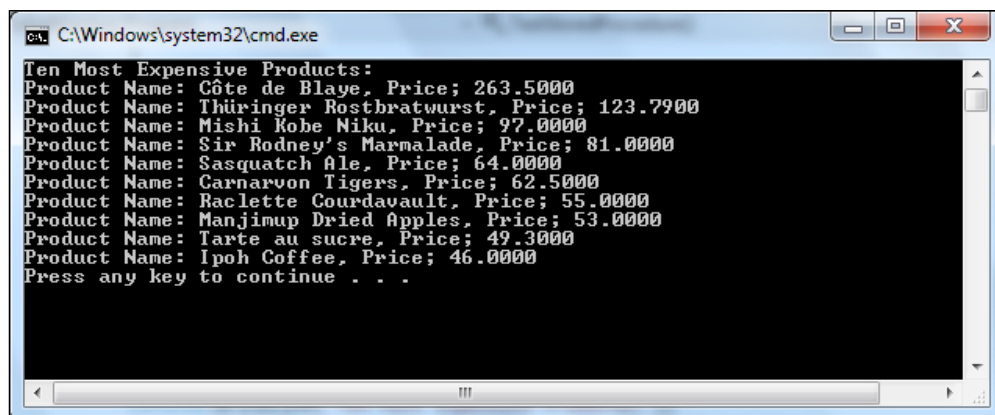 C:\Windows\system32\cmd.exe
Ten Most Expensive Products:
Product Name: Côte de Blaye, Price; 263.5000
Product Name: Thüringer Rostbratwurst, Price; 123.7900
Product Name: Mishi Kobe Niku, Price; 97.0000
Product Name: Sir Rodney's Marmalade, Price; 81.0000
Product Name: Sasquatch Ale, Price; 64.0000
Product Name: Carnarvon Tigers, Price; 62.5000
Product Name: Raclette Courdavault, Price; 55.0000
Product Name: Manjimup Dried Apples, Price; 53.0000
Product Name: Tarte au sucre, Price; 49.3000
Product Name: Ipoh Coffee, Price; 46.0000
Press any key to continue . . .